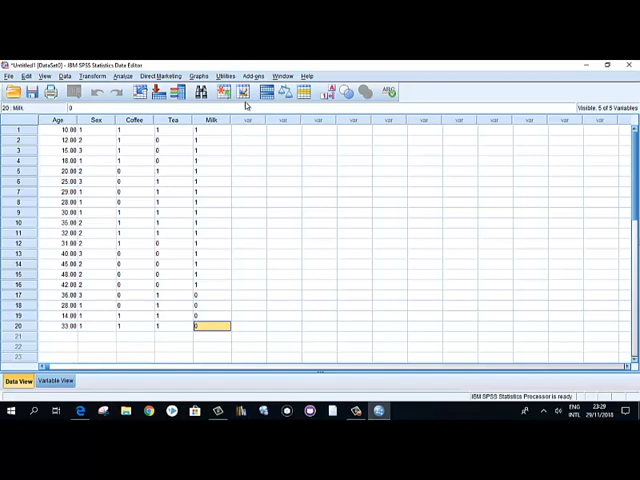 *Untitled1 [DataSet0] - IBM SPSS Statistics Data Editor
File Edit View Data Transform Analyze Direct Marketing Graphs Utilities Add-ons Window Help
20 : Milk 0 Visible: 5 of 5 Variables
Age Sex Coffee Tea Milk var var var var var var var var var var
1 10.00 1 1 1 1
2 12.00 2 1 1 1
3 15.00 3 1 1 1
4 18.00 1 1 0 1
5 20.00 2 0 0 1
6 25.00 3 0 0 1
7 29.00 1 0 1 1
8 28.00 1 0 1 1
9 30.00 1 1 1 1
10 35.00 2 1 1 1
11 32.00 2 1 1 1
12 31.00 2 1 0 1
13 40.00 3 0 0 1
14 45.00 2 0 0 1
15 48.00 2 0 0 1
16 42.00 2 0 0 1
17 36.00 3 0 1 0
18 28.00 1 0 1 0
19 14.00 1 1 1 0
20 33.00 1 1 1 0
21
22
23
Data View Variable View
IBM SPSS Statistics Processor is ready
ENG 23:29
INTL 29/11/2018